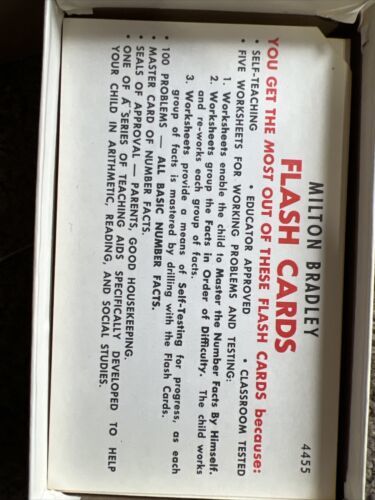 MILTON BRADLEY 4455
FLASH CARDS
YOU GET THE MOST OUT OF THESE FLASH CARDS because:
• SELF-TEACHING • EDUCATOR APPROVED • CLASSROOM TESTED
• FIVE WORKSHEETS FOR WORKING PROBLEMS AND TESTING:
1. Worksheets enable the child to Master the Number Facts By Himself.
2. Worksheets group the Facts in Order of Difficulty. The child works
and re-works each group of facts.
3. Worksheets provide a means of Self-Testing for progress, as each
group of facts is mastered by drilling with the Flash Cards.
• 100 PROBLEMS — ALL BASIC NUMBER FACTS.
• MASTER CARD OF NUMBER FACTS.
• SEALS OF APPROVAL — PARENTS, GOOD HOUSEKEEPING.
• ONE OF A SERIES OF TEACHING AIDS SPECIFICALLY DEVELOPED TO HELP
YOUR CHILD IN ARITHMETIC, READING, AND SOCIAL STUDIES.